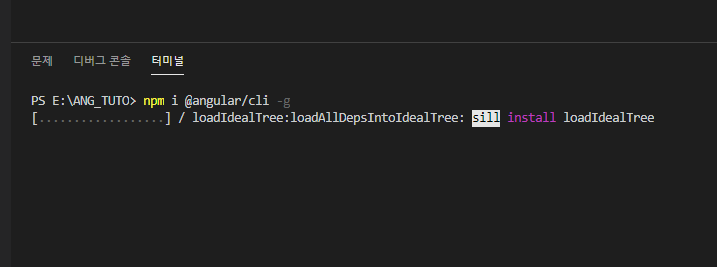 문제 디버그 콘솔 터미널
PS E:\ANG_TUTO> npm i @angular/cli -g
[..................] / loadIdealTree:loadAllDepsIntoIdealTree: sill install loadIdealTree